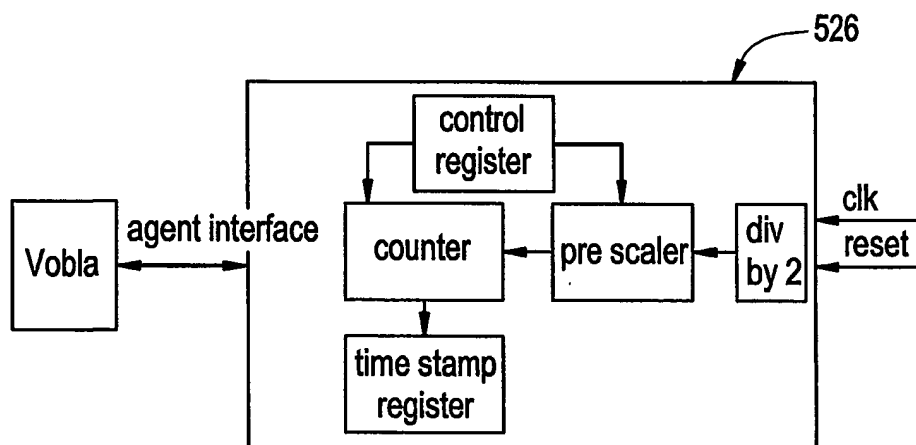 526
control
register
clk
reset
agent interface
Vobla
counter
pre scaler
div
by 2
time stamp
register